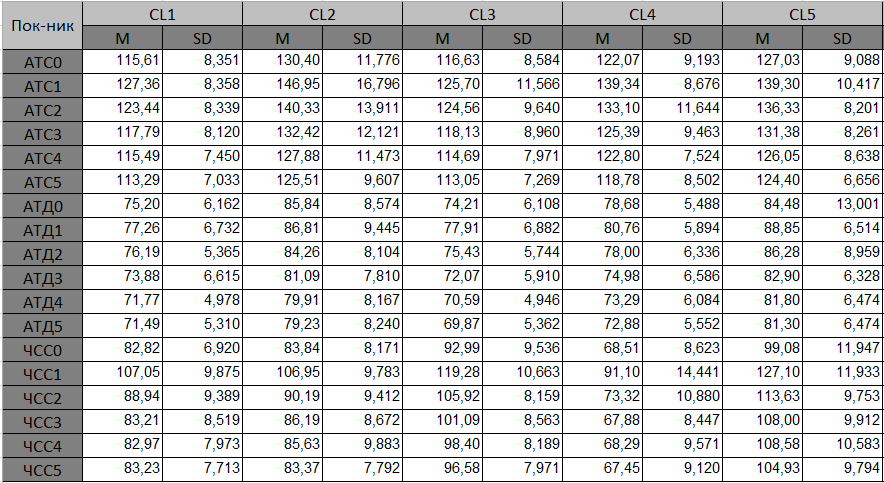 Пок-ник CL1 CL2 CL3 CL4 CL5
M SD M SD M SD M SD M SD
АТС0 115,61 8,351 130,40 11,776 116,63 8,584 122,07 9,193 127,03 9,088
АТС1 127,36 8,358 146,95 16,796 125,70 11,566 139,34 8,676 139,30 10,417
АТС2 123,44 8,339 140,33 13,911 124,56 9,640 133,10 11,644 136,33 8,201
АТС3 117,79 8,120 132,42 12,121 118,13 8,960 125,39 9,463 131,38 8,261
АТС4 115,49 7,450 127,88 11,473 114,69 7,971 122,80 7,524 126,05 8,638
АТС5 113,29 7,033 125,51 9,607 113,05 7,269 118,78 8,502 124,40 6,656
АТД0 75,20 6,162 85,84 8,574 74,21 6,108 78,68 5,488 84,48 13,001
АТД1 77,26 6,732 86,81 9,445 77,91 6,882 80,76 5,894 88,85 6,514
АТД2 76,19 5,365 84,26 8,104 75,43 5,744 78,00 6,336 86,28 8,959
АТД3 73,88 6,615 81,09 7,810 72,07 5,910 74,98 6,586 82,90 6,328
АТД4 71,77 4,978 79,91 8,167 70,59 4,946 73,29 6,084 81,80 6,474
АТД5 71,49 5,310 79,23 8,240 69,87 5,362 72,88 5,552 81,30 6,474
ЧСС0 82,82 6,920 83,84 8,171 92,99 9,536 68,51 8,623 99,08 11,947
ЧСС1 107,05 9,875 106,95 9,783 119,28 10,663 91,10 14,441 127,10 11,933
ЧСС2 88,94 9,389 90,19 9,412 105,92 8,159 73,32 10,880 113,63 9,753
ЧСС3 83,21 8,519 86,19 8,672 101,09 8,563 67,88 8,447 108,00 9,912
ЧСС4 82,97 7,973 85,63 9,883 98,40 8,189 68,29 9,571 108,58 10,583
ЧСС5 83,23 7,713 83,37 7,792 96,58 7,971 67,45 9,120 104,93 9,794